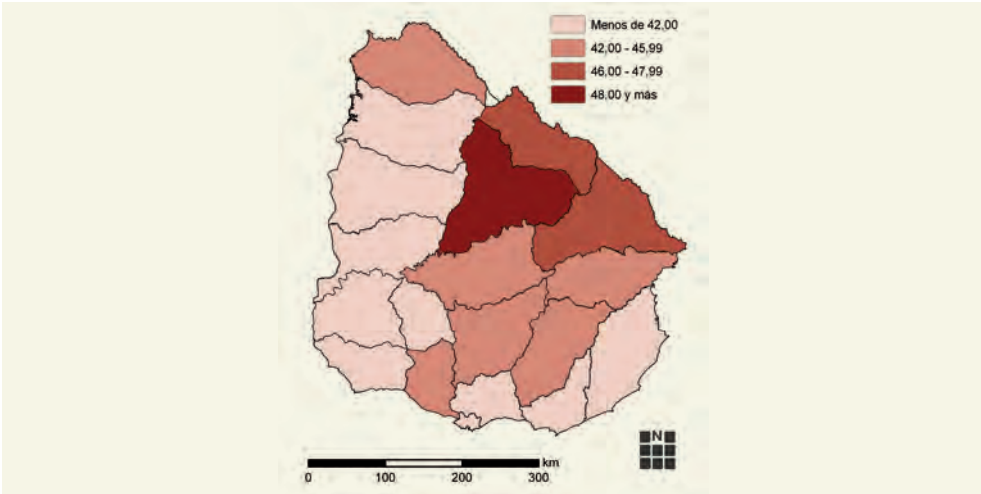 Menos de 42,00
42,00 - 45,99
46,00 - 47,99
48,00 y más
N
km
0 100 200 300